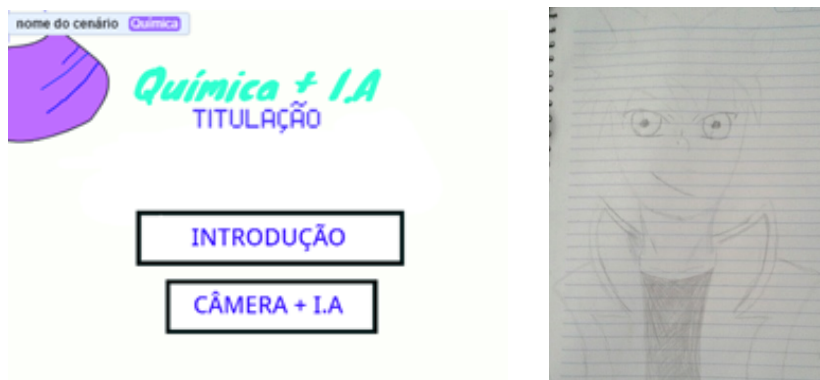 nome do cenário Química
Química + I.A
TITULAÇÃO
INTRODUÇÃO
CÂMERA + I.A